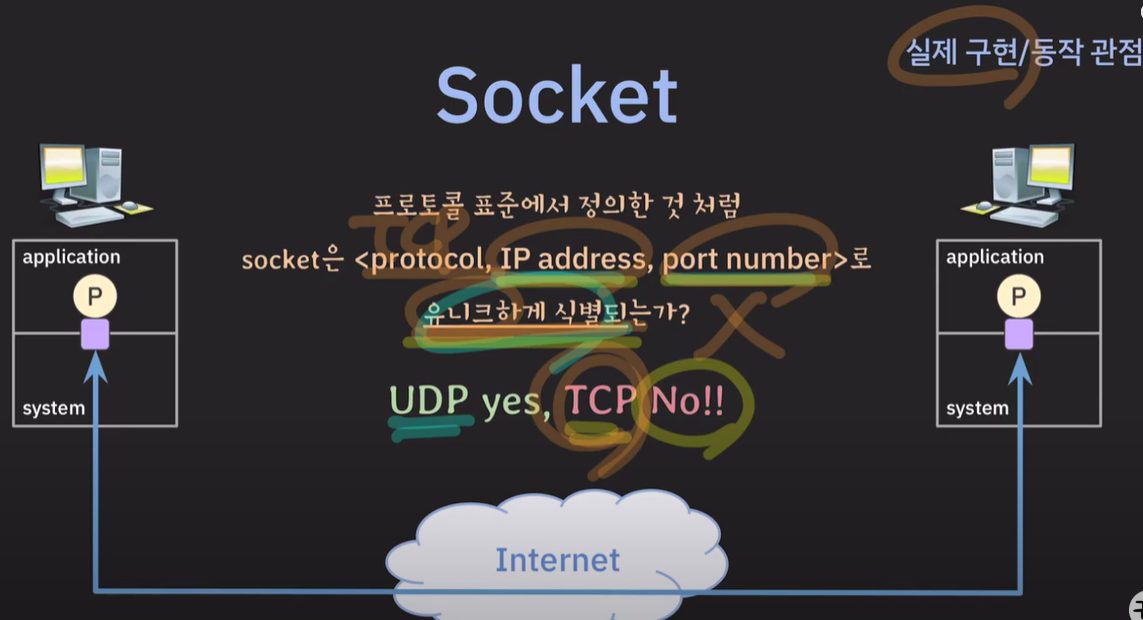 실제 구현/동작 관점
Socket
프로토콜 표준에서 정의한 것 처럼
TCP
socket은 <protocol, IP address, port number>로
유니크하게 식별되는가?
X
UDP yes, TCP No!!
application
P
system
application
P
system
Internet